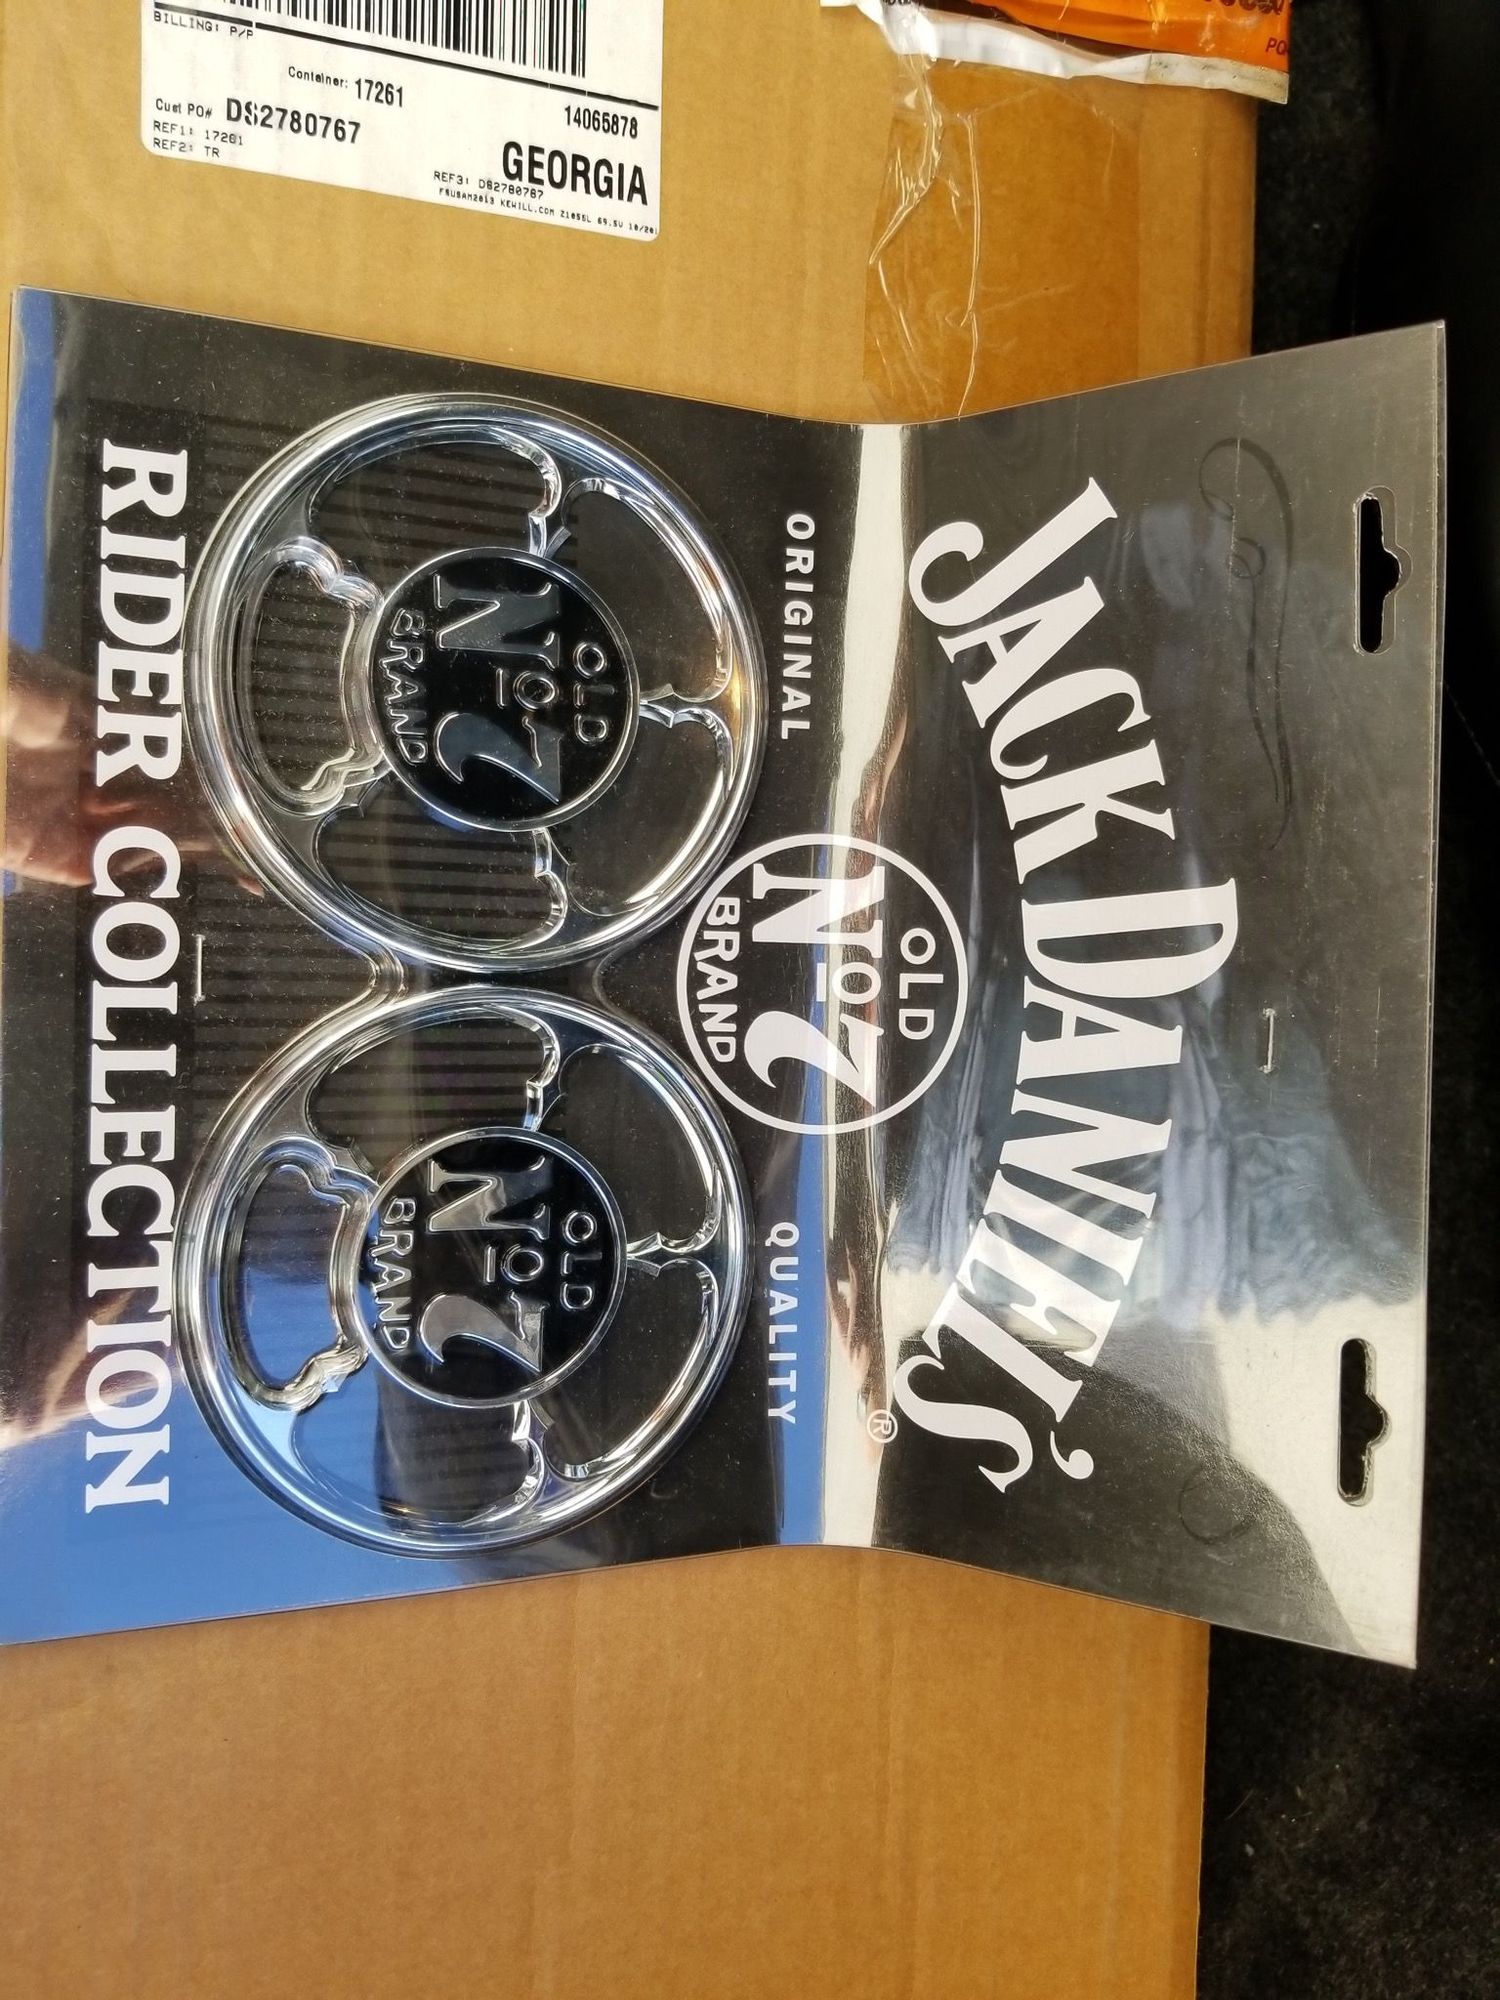 BILLING: P/P
Container: 17261
Cust PO# DS2780767
14065878
REF1: 17261
REF2: TR
GEORGIA
REF3: DS2780767
JACK DANIEL'S
®
OLD
No 7
BRAND
ORIGINAL
QUALITY
OLD
No 7
BRAND
OLD
No 7
BRAND
RIDER COLLECTION